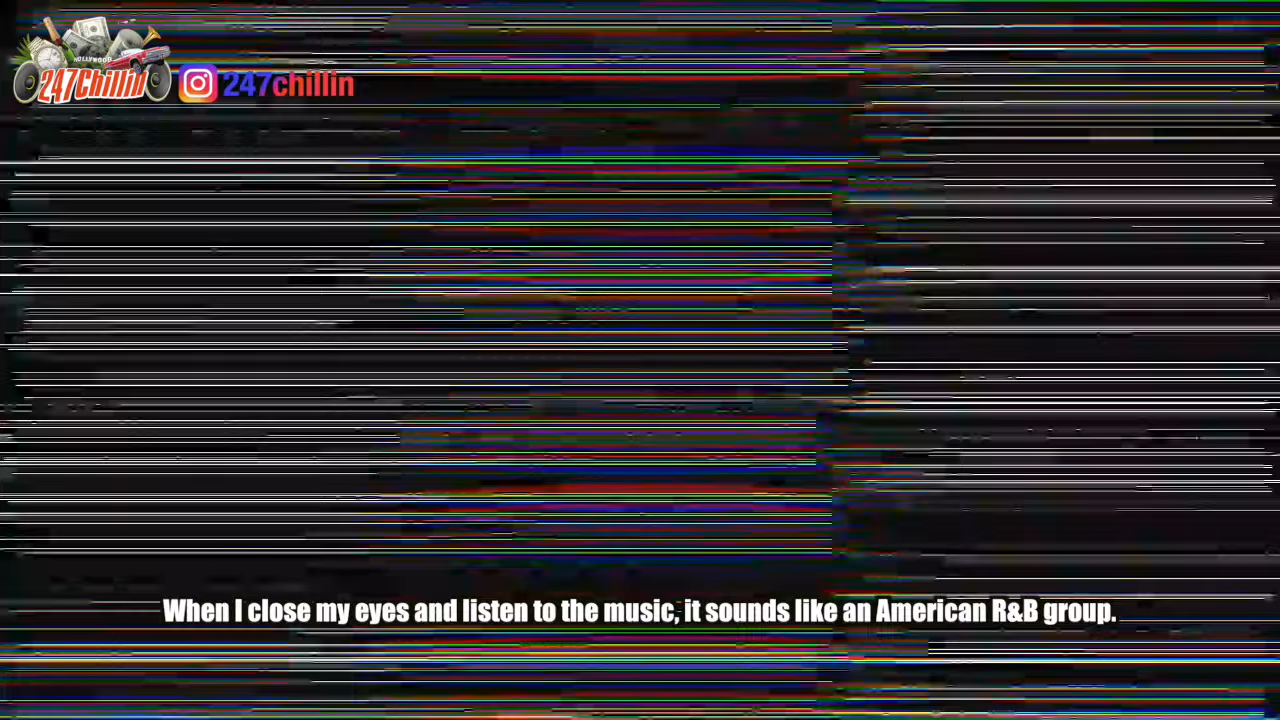 HOLLYWOOD
247Chillin
247chillin
When I close my eyes and listen to the music, it sounds like an American R&B group.